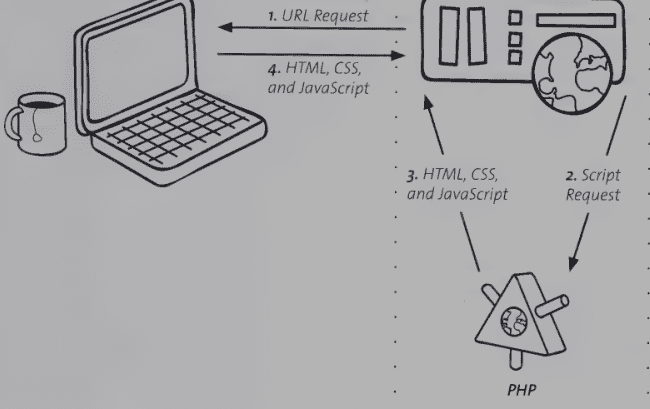 1. URL Request
4. HTML, CSS,
and JavaScript
3. HTML, CSS,
and JavaScript
2. Script
Request
PHP